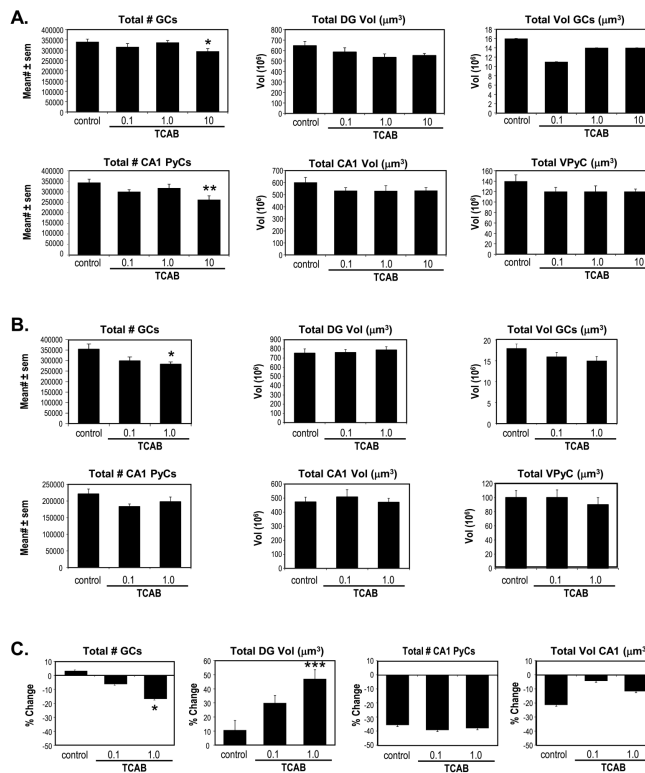 A.
Total # GCs
Mean# ± sem
400000
350000
300000
250000
200000
150000
100000
50000
0
*
control 0.1 1.0 10
TCAB
Total DG Vol (µm³)
Vol (10⁶)
800
700
600
500
400
300
200
100
0
control 0.1 1.0 10
TCAB
Total Vol GCs (µm³)
Vol (10⁶)
18
16
14
12
10
8
6
4
2
0
control 0.1 1.0 10
TCAB
Total # CA1 PyCs
Mean# ± sem
400000
350000
300000
250000
200000
150000
100000
50000
0
**
control 0.1 1.0 10
TCAB
Total CA1 Vol (µm³)
Vol (10⁶)
700
600
500
400
300
200
100
0
control 0.1 1.0 10
TCAB
Total VPyC (µm³)
Vol (10⁶)
160
140
120
100
80
60
40
20
0
control 0.1 1.0 10
TCAB
B.
Total # GCs
Mean# ± sem
400000
350000
300000
250000
200000
150000
100000
50000
0
*
control 0.1 1.0
TCAB
Total DG Vol (µm³)
Vol (10⁶)
900
800
700
600
500
400
300
200
100
0
control 0.1 1.0
TCAB
Total Vol GCs (µm³)
Vol (10⁶)
20
15
10
5
0
control 0.1 1.0
TCAB
Total # CA1 PyCs
Mean# ± sem
250000
200000
150000
100000
50000
0
control 0.1 1.0
TCAB
Total CA1 Vol (µm³)
Vol (10⁶)
600
500
400
300
200
100
0
control 0.1 1.0
TCAB
Total VPyC (µm³)
Vol (10⁶)
120
100
80
60
40
20
0
control 0.1 1.0
TCAB
C.
Total # GCs
% Change
10
0
-10
-20
-30
-40
-50
*
control 0.1 1.0
TCAB
Total DG Vol (µm³)
% Change
60
50
40
30
20
10
0
***
control 0.1 1.0
TCAB
Total # CA1 PyCs
% Change
10
0
-10
-20
-30
-40
-50
control 0.1 1.0
TCAB
Total Vol CA1 (µm³
% Change
10
0
-10
-20
-30
-40
-50
control 0.1 1.0
TCAB